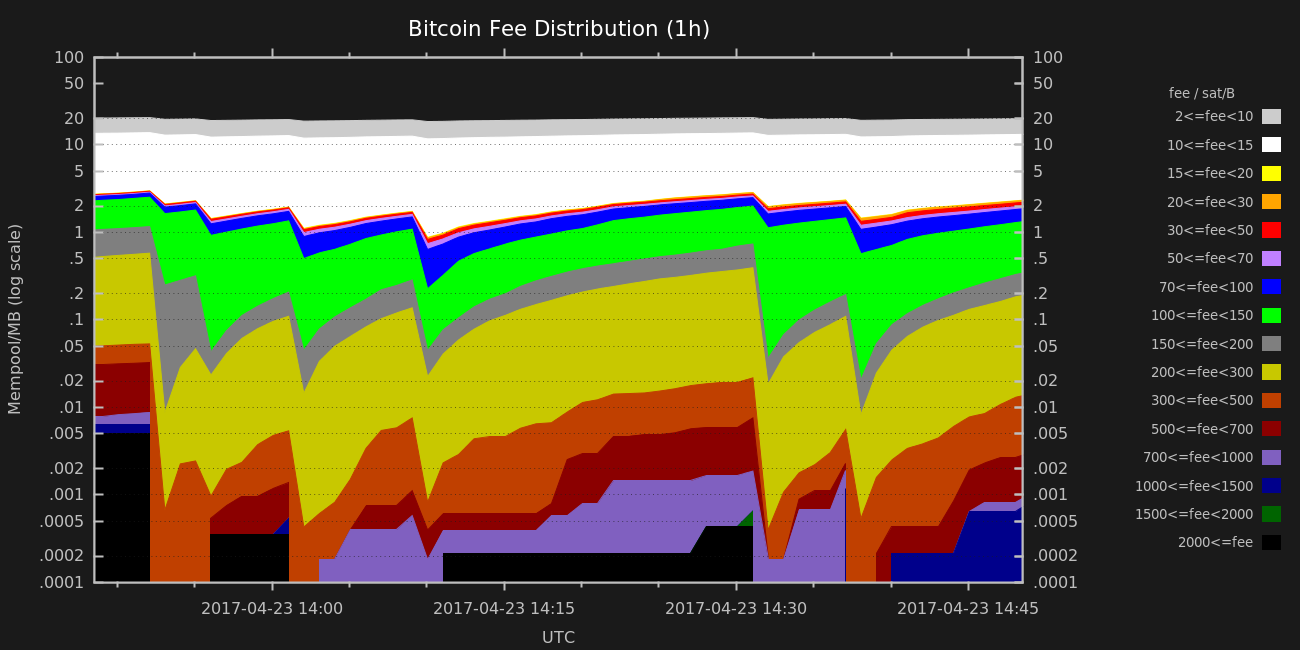 Bitcoin Fee Distribution (1h)
100
50
20
10
5
2
1
.5
.2
.1
.05
.02
.01
.005
.002
.001
.0005
.0002
.0001
Mempool/MB (log scale)
100
50
20
10
5
2
1
.5
.2
.1
.05
.02
.01
.005
.002
.001
.0005
.0002
.0001
fee / sat/B
2<=fee<10
10<=fee<15
15<=fee<20
20<=fee<30
30<=fee<50
50<=fee<70
70<=fee<100
100<=fee<150
150<=fee<200
200<=fee<300
300<=fee<500
500<=fee<700
700<=fee<1000
1000<=fee<1500
1500<=fee<2000
2000<=fee
2017-04-23 14:00
2017-04-23 14:15
2017-04-23 14:30
2017-04-23 14:45
UTC